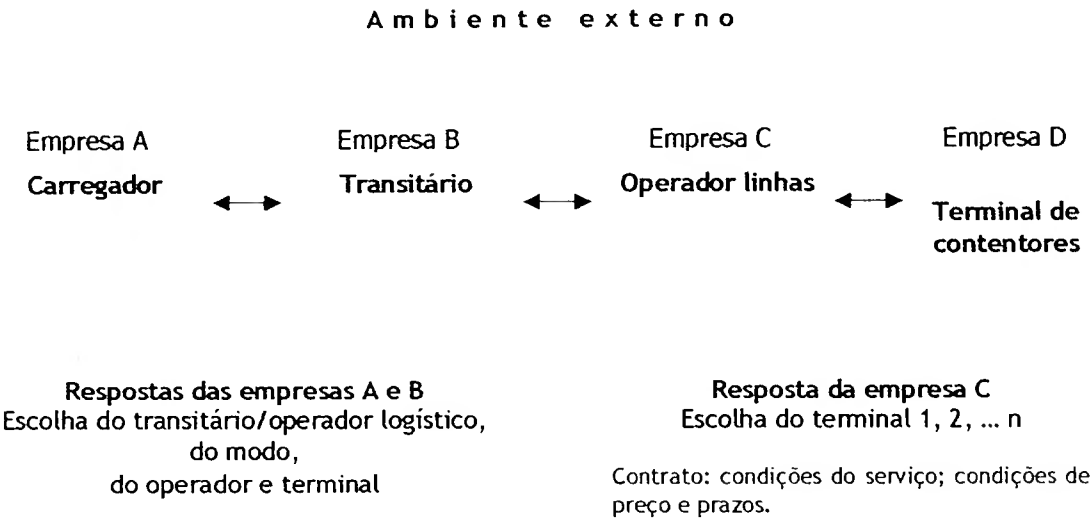 Ambiente externo
Empresa A
Carregador
Empresa B
Transitário
Empresa C
Operador linhas
Empresa D
Terminal de
contentores
Respostas das empresas A e B
Escolha do transitário/operador logístico,
do modo,
do operador e terminal
Resposta da empresa C
Escolha do terminal 1, 2, ... n
Contrato: condições do serviço; condições de
preço e prazos.